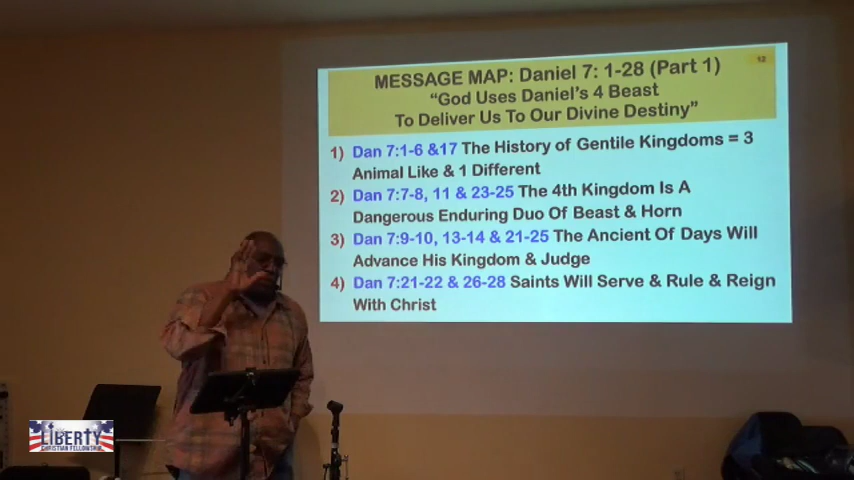 MESSAGE MAP: Daniel 7: 1-28 (Part 1)
12
"God Uses Daniel's 4 Beast
To Deliver Us To Our Divine Destiny"
1) Dan 7:1-6 &17 The History of Gentile Kingdoms = 3
Animal Like & 1 Different
2) Dan 7:7-8, 11 & 23-25 The 4th Kingdom Is A
Dangerous Enduring Duo Of Beast & Horn
3) Dan 7:9-10, 13-14 & 21-25 The Ancient Of Days Will
Advance His Kingdom & Judge
4) Dan 7:21-22 & 26-28 Saints Will Serve & Rule & Reign
With Christ
LIBERTY
CHRISTIAN FELLOWSHIP